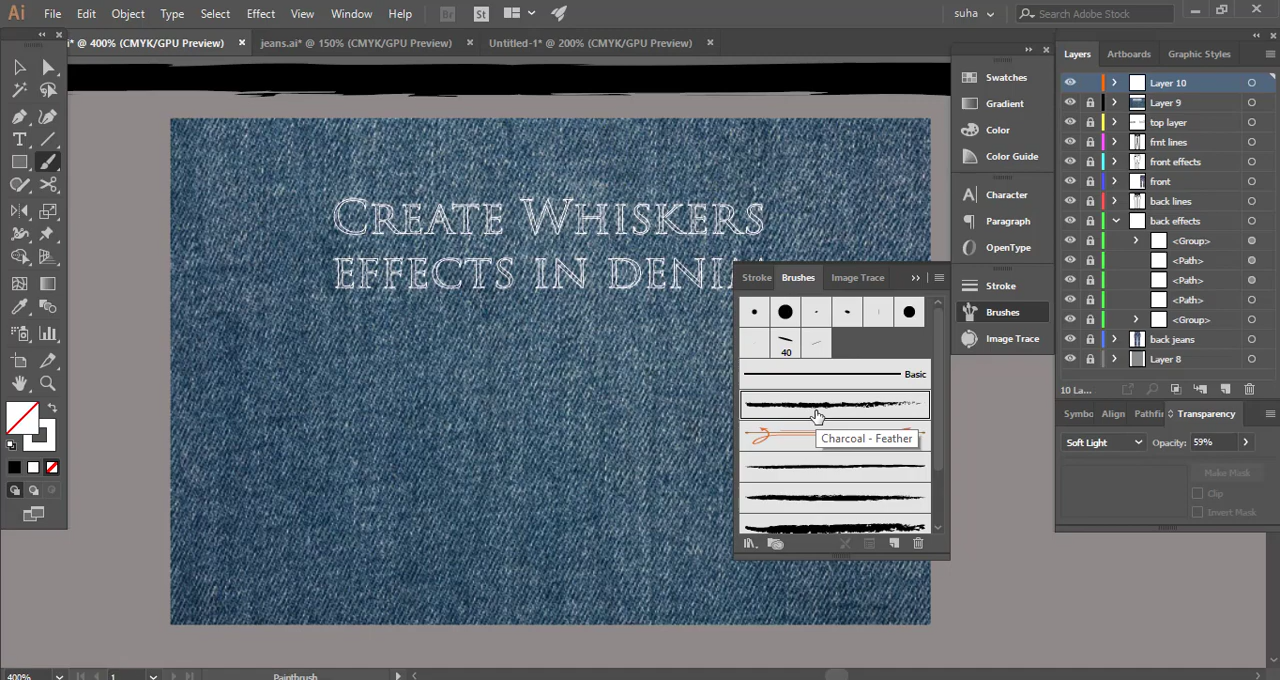 Ai File Edit Object Type Select Effect View Window Help Br St suha Search Adobe Stock
i* @ 400% (CMYK/GPU Preview) × jeans.ai* @ 150% (CMYK/GPU Preview) × Untitled-1* @ 200% (CMYK/GPU Preview) ×
Layers Artboards Graphic Styles
Swatches
Gradient
Color
Color Guide
Character
Paragraph
OpenType
Stroke
Brushes
Image Trace
Layer 10
Layer 9
top layer
frnt lines
front effects
front
back lines
back effects
<Group>
<Path>
<Path>
<Path>
<Group>
back jeans
Layer 8
10 La...
Create Whiskers
effects in deni
Stroke Brushes Image Trace
40
Basic
Charcoal - Feather
Symbo Align Pathfin Transparency
Soft Light Opacity: 59%
Make Mask
Clip
Invert Mask
400% 1 Paintbrush